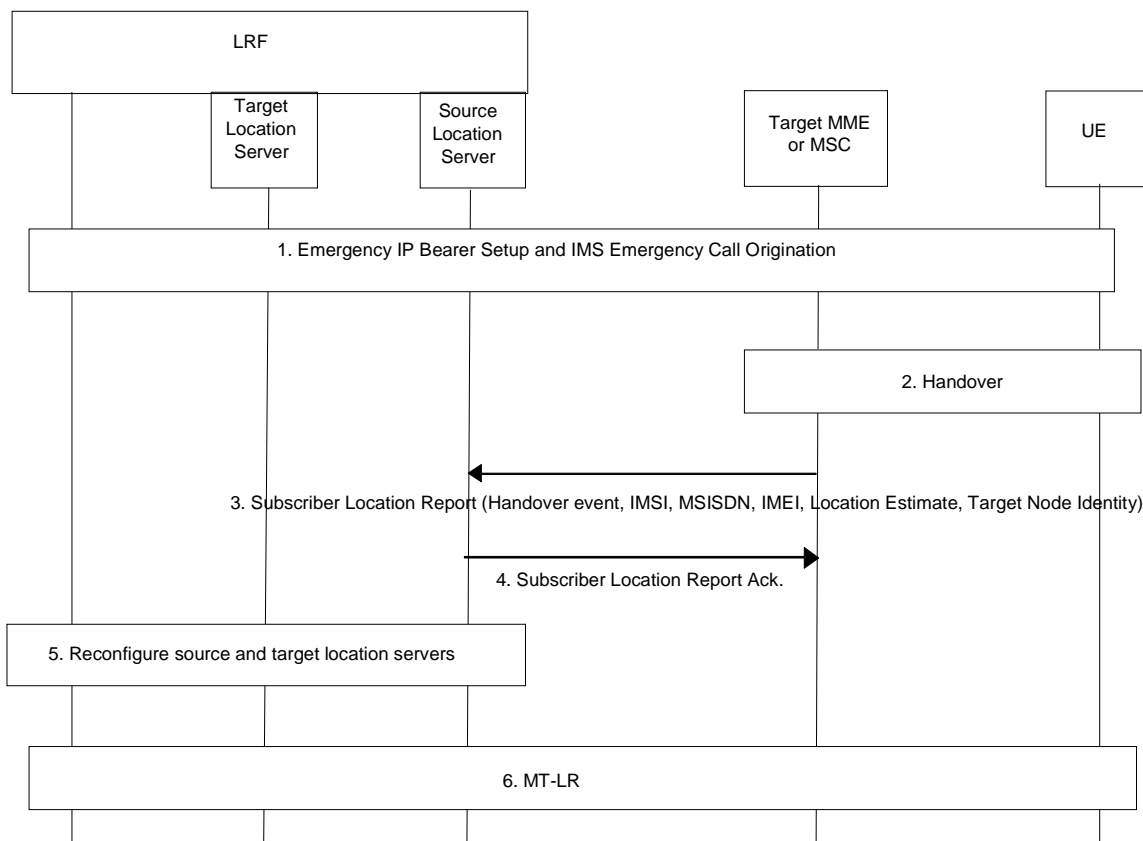 LRF
Target
Location
Server
Source
Location
Server
Target MME
or MSC
UE
1. Emergency IP Bearer Setup and IMS Emergency Call Origination
2. Handover
3. Subscriber Location Report (Handover event, IMSI, MSISDN, IMEI, Location Estimate, Target Node Identity)
4. Subscriber Location Report Ack.
5. Reconfigure source and target location servers
6. MT-LR